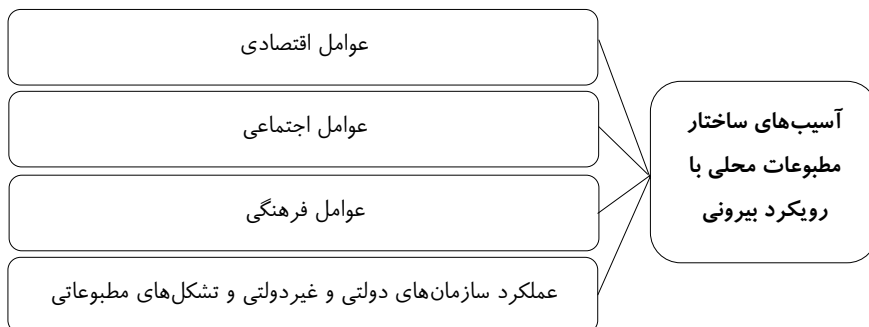 آسیب‌های ساختار
مطبوعات محلی با
رویکرد بیرونی
عوامل اقتصادی
عوامل اجتماعی
عوامل فرهنگی
عملکرد سازمان‌های دولتی و غیردولتی و تشکل‌های مطبوعاتی